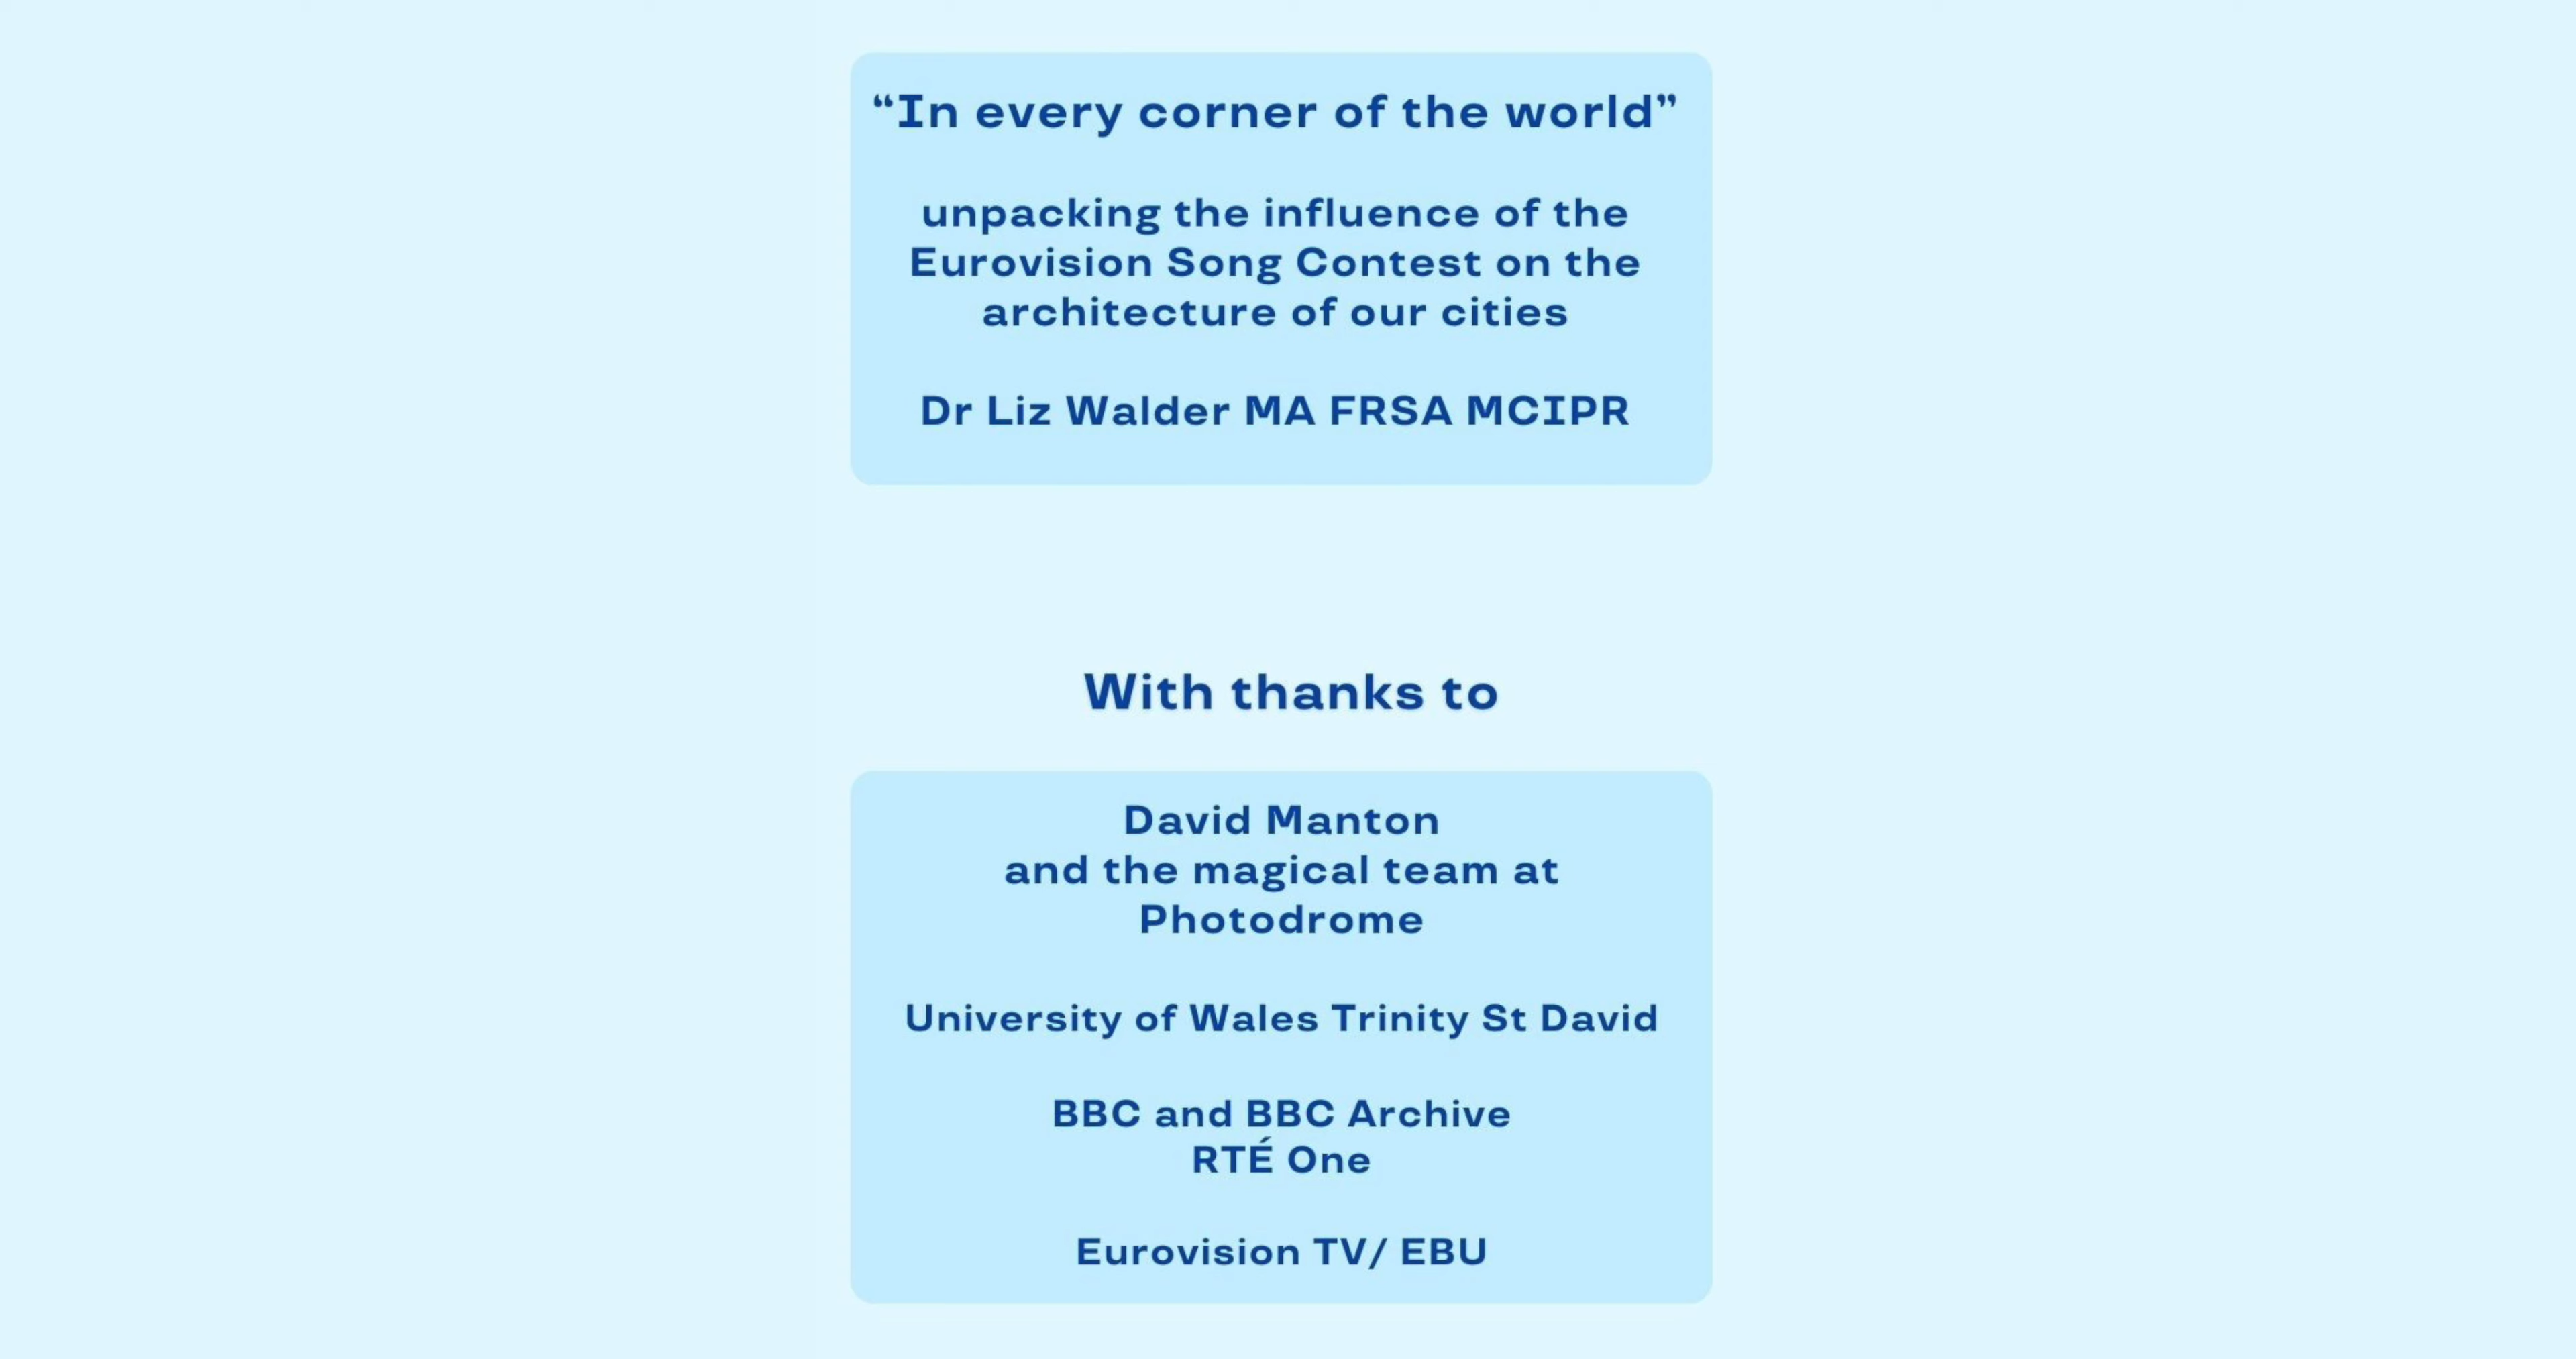 “In every corner of the world”
unpacking the influence of the
Eurovision Song Contest on the
architecture of our cities
Dr Liz Walder MA FRSA MCIPR
With thanks to
David Manton
and the magical team at
Photodrome
University of Wales Trinity St David
BBC and BBC Archive
RTÉ One
Eurovision TV/ EBU